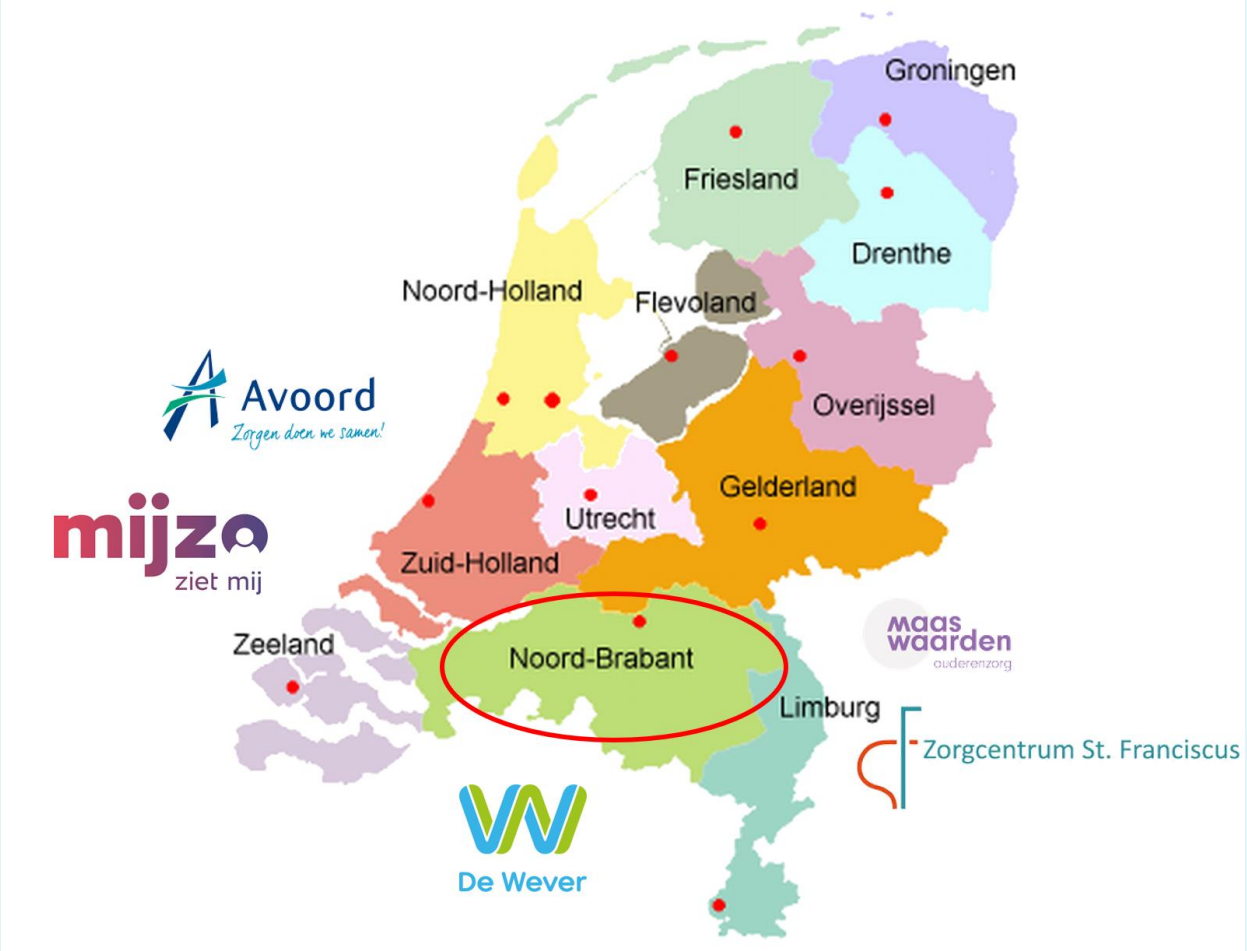 Groningen
Friesland
Drenthe
Noord-Holland
Flevoland
Avoord
Zorgen doen we samen!
Overijssel
Gelderland
mijzo
ziet mij
Utrecht
Zuid-Holland
Zeeland
Noord-Brabant
maas
waarden
ouderenzorg
Limburg
Zorgcentrum St. Franciscus
De Wever